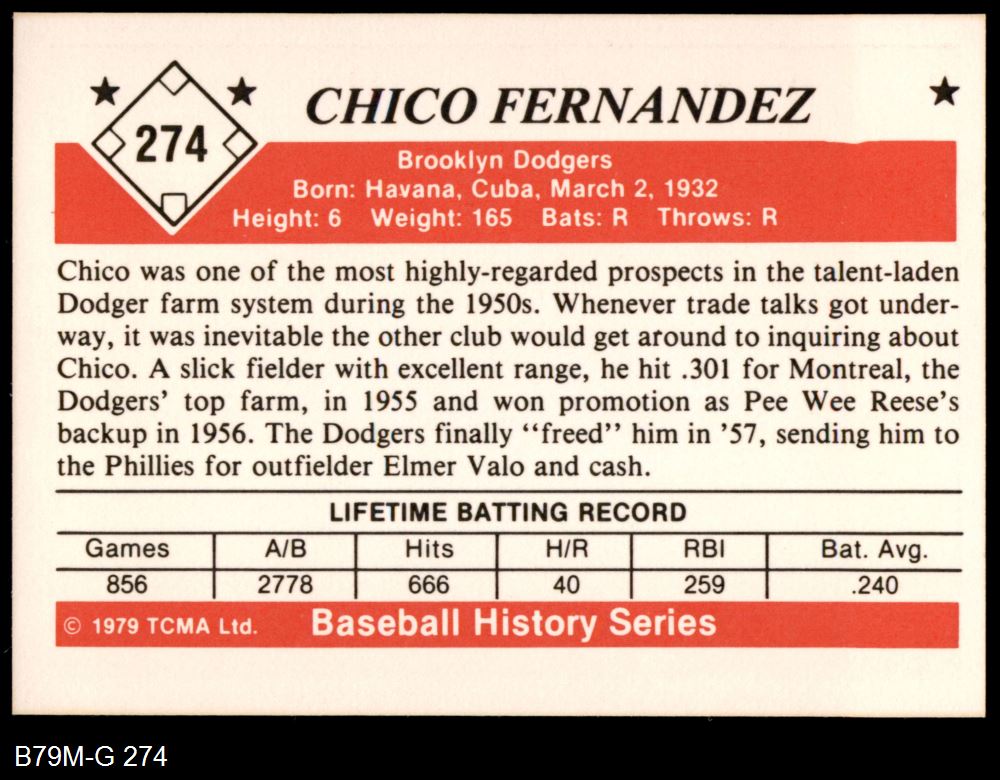 274
CHICO FERNANDEZ
Brooklyn Dodgers
Born: Havana, Cuba, March 2, 1932
Height: 6 Weight: 165 Bats: R Throws: R
Chico was one of the most highly-regarded prospects in the talent-laden
Dodger farm system during the 1950s. Whenever trade talks got under-
way, it was inevitable the other club would get around to inquiring about
Chico. A slick fielder with excellent range, he hit .301 for Montreal, the
Dodgers’ top farm, in 1955 and won promotion as Pee Wee Reese’s
backup in 1956. The Dodgers finally “freed” him in ’57, sending him to
the Phillies for outfielder Elmer Valo and cash.
LIFETIME BATTING RECORD
Games A/B Hits H/R RBI Bat. Avg.
856 2778 666 40 259 .240
© 1979 TCMA Ltd. Baseball History Series
B79M-G 274